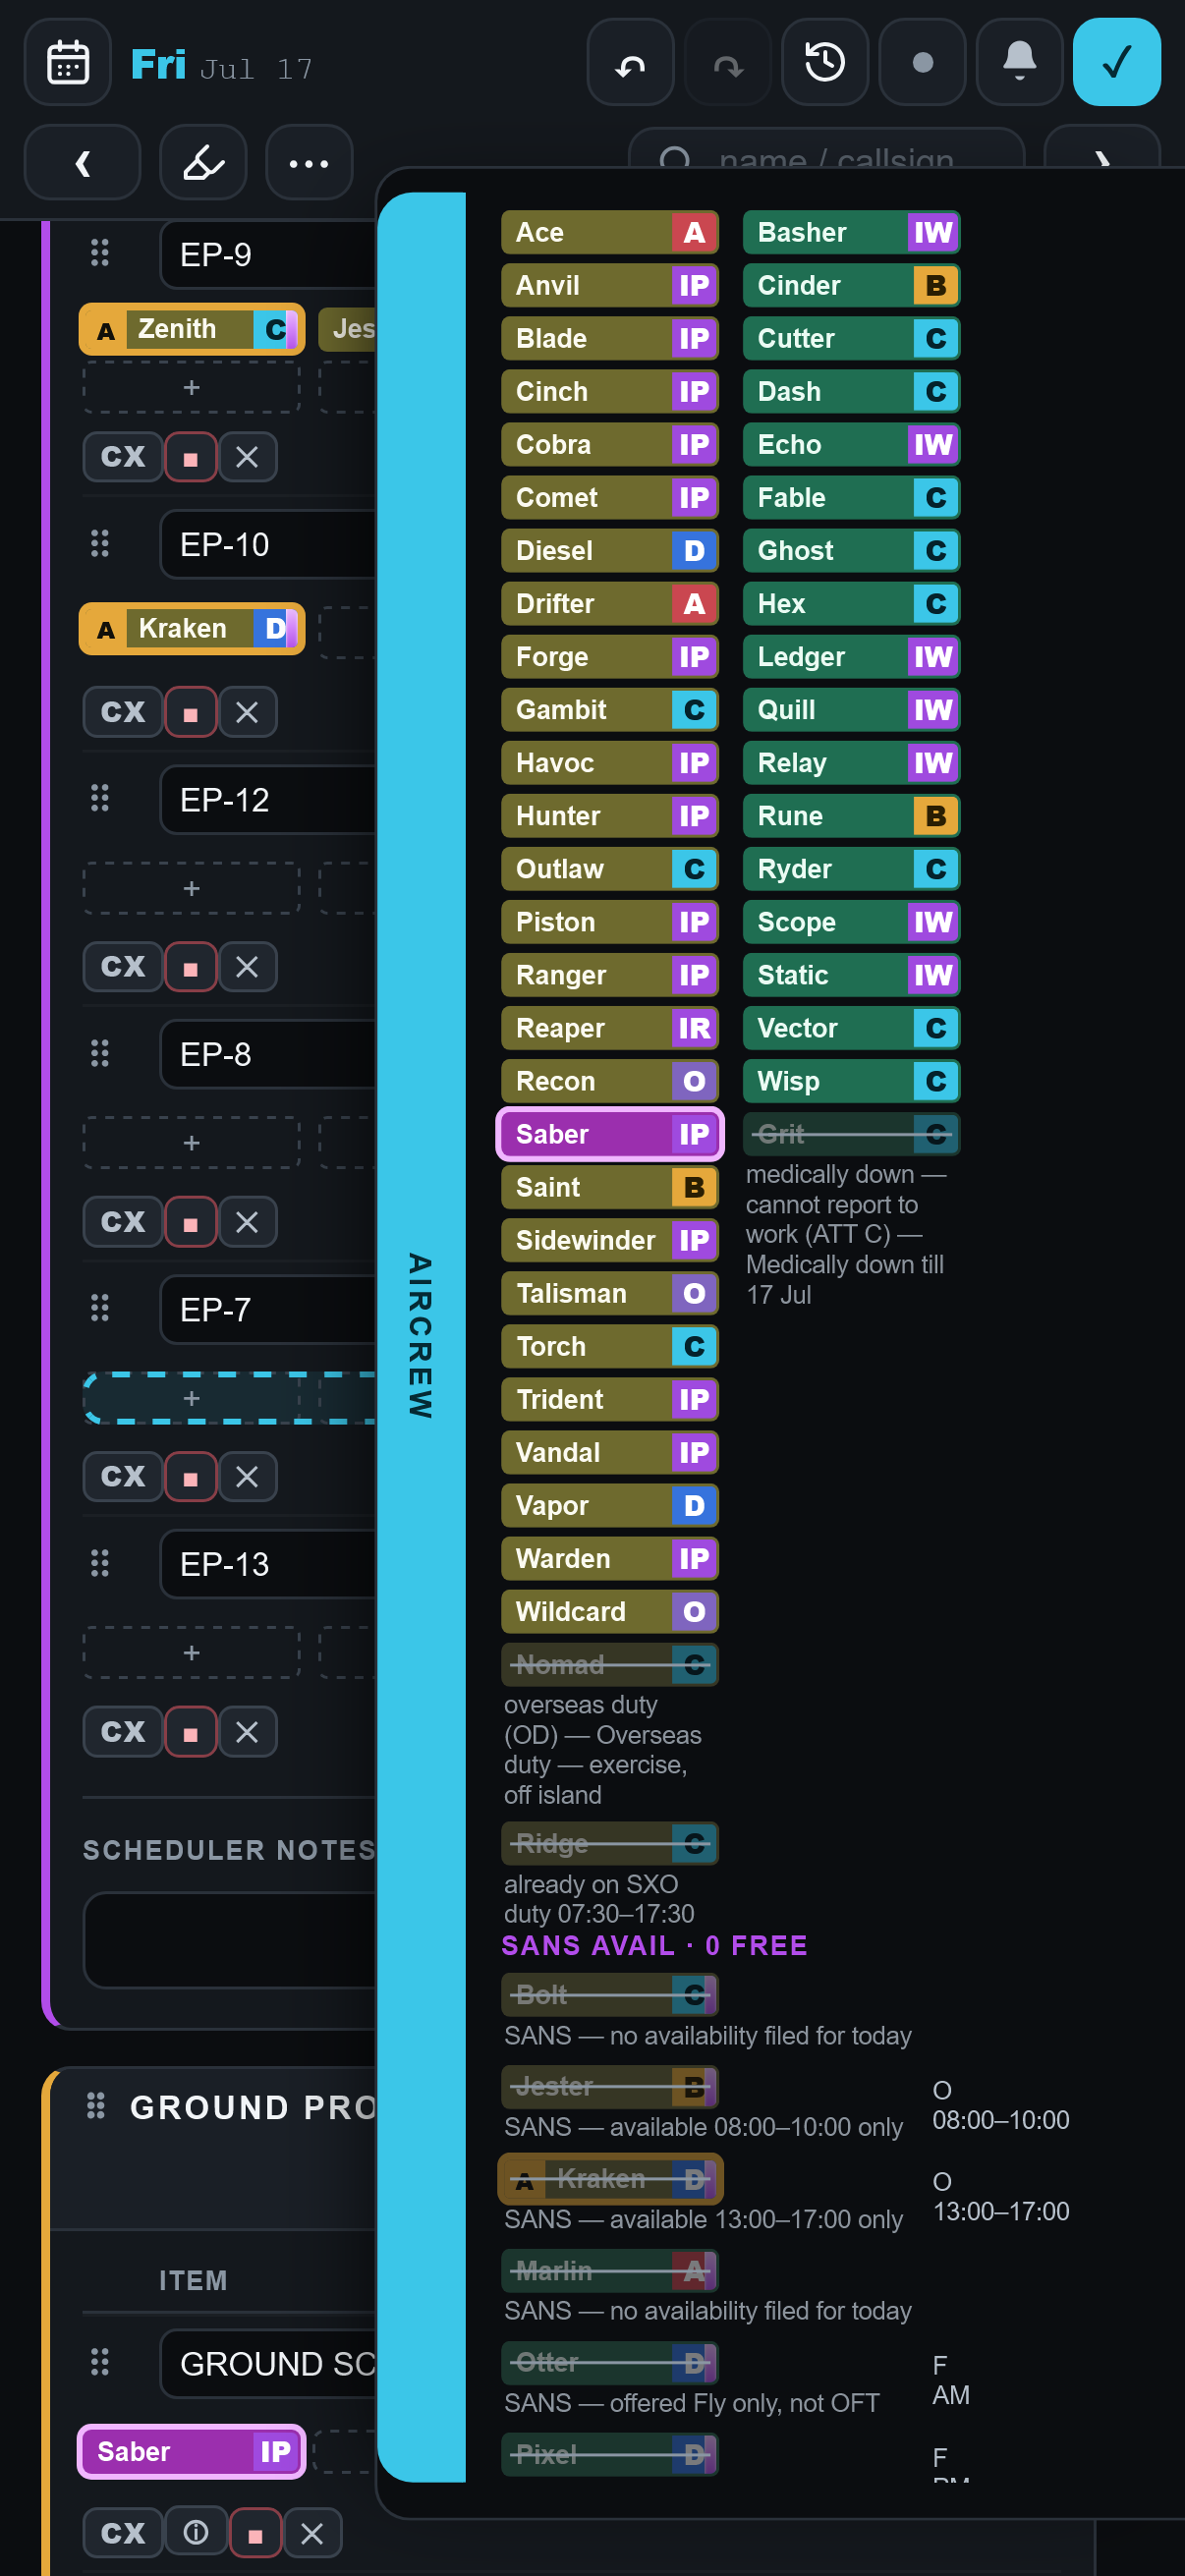 Fri Jul 17
name / callsign
EP-9
A Zenith C Jes
+
CX
EP-10
A Kraken D
CX
EP-12
+
CX
EP-8
+
CX
EP-7
+
CX
EP-13
+
CX
SCHEDULER NOTES
GROUND PRO
ITEM
GROUND SC
Saber IP
CX
AIRCREW
Ace A
Anvil IP
Blade IP
Cinch IP
Cobra IP
Comet IP
Diesel D
Drifter A
Forge IP
Gambit C
Havoc IP
Hunter IP
Outlaw C
Piston IP
Ranger IP
Reaper IR
Recon O
Saber IP
Saint B
Sidewinder IP
Talisman O
Torch C
Trident IP
Vandal IP
Vapor D
Warden IP
Wildcard O
Nomad C
overseas duty
(OD) — Overseas
duty — exercise,
off island
Ridge C
already on SXO
duty 07:30–17:30
Basher IW
Cinder B
Cutter C
Dash C
Echo IW
Fable C
Ghost C
Hex C
Ledger IW
Quill IW
Relay IW
Rune B
Ryder C
Scope IW
Static IW
Vector C
Wisp C
Grit C
medically down —
cannot report to
work (ATT C) —
Medically down till
17 Jul
SANS AVAIL · 0 FREE
Bolt C
SANS — no availability filed for today
Jester B
SANS — available 08:00–10:00 only
O
08:00–10:00
A Kraken D
SANS — available 13:00–17:00 only
O
13:00–17:00
Marlin A
SANS — no availability filed for today
Otter D
SANS — offered Fly only, not OFT
F
AM
Pixel D
F
PM